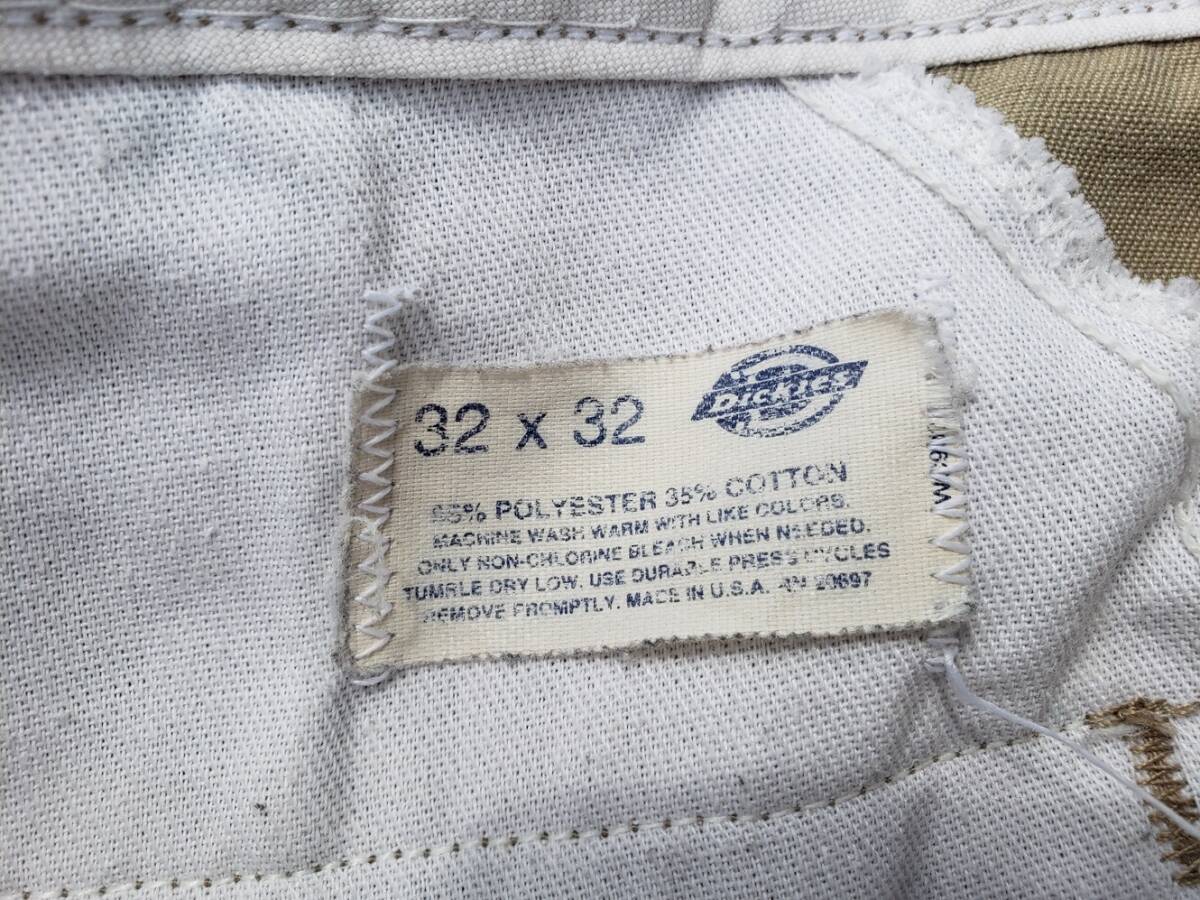 32 x 32 DICKIES
65% POLYESTER 35% COTTON
MACHINE WASH WARM WITH LIKE COLORS.
ONLY NON-CHLORINE BLEACH WHEN NEEDED.
TUMBLE DRY LOW. USE DURABLE PRESS CYCLES
REMOVE PROMPTLY. MADE IN U.S.A. RN 20697